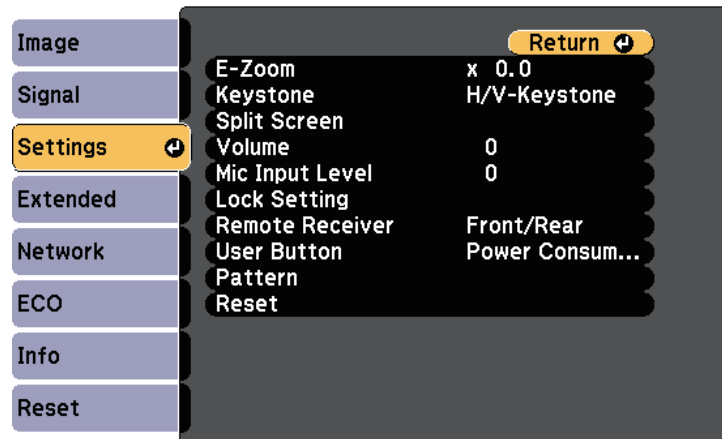 Image
Signal
Settings
Extended
Network
ECO
Info
Reset
Return
E-Zoom x 0.0
Keystone H/V-Keystone
Split Screen
Volume 0
Mic Input Level 0
Lock Setting
Remote Receiver Front/Rear
User Button Power Consum...
Pattern
Reset